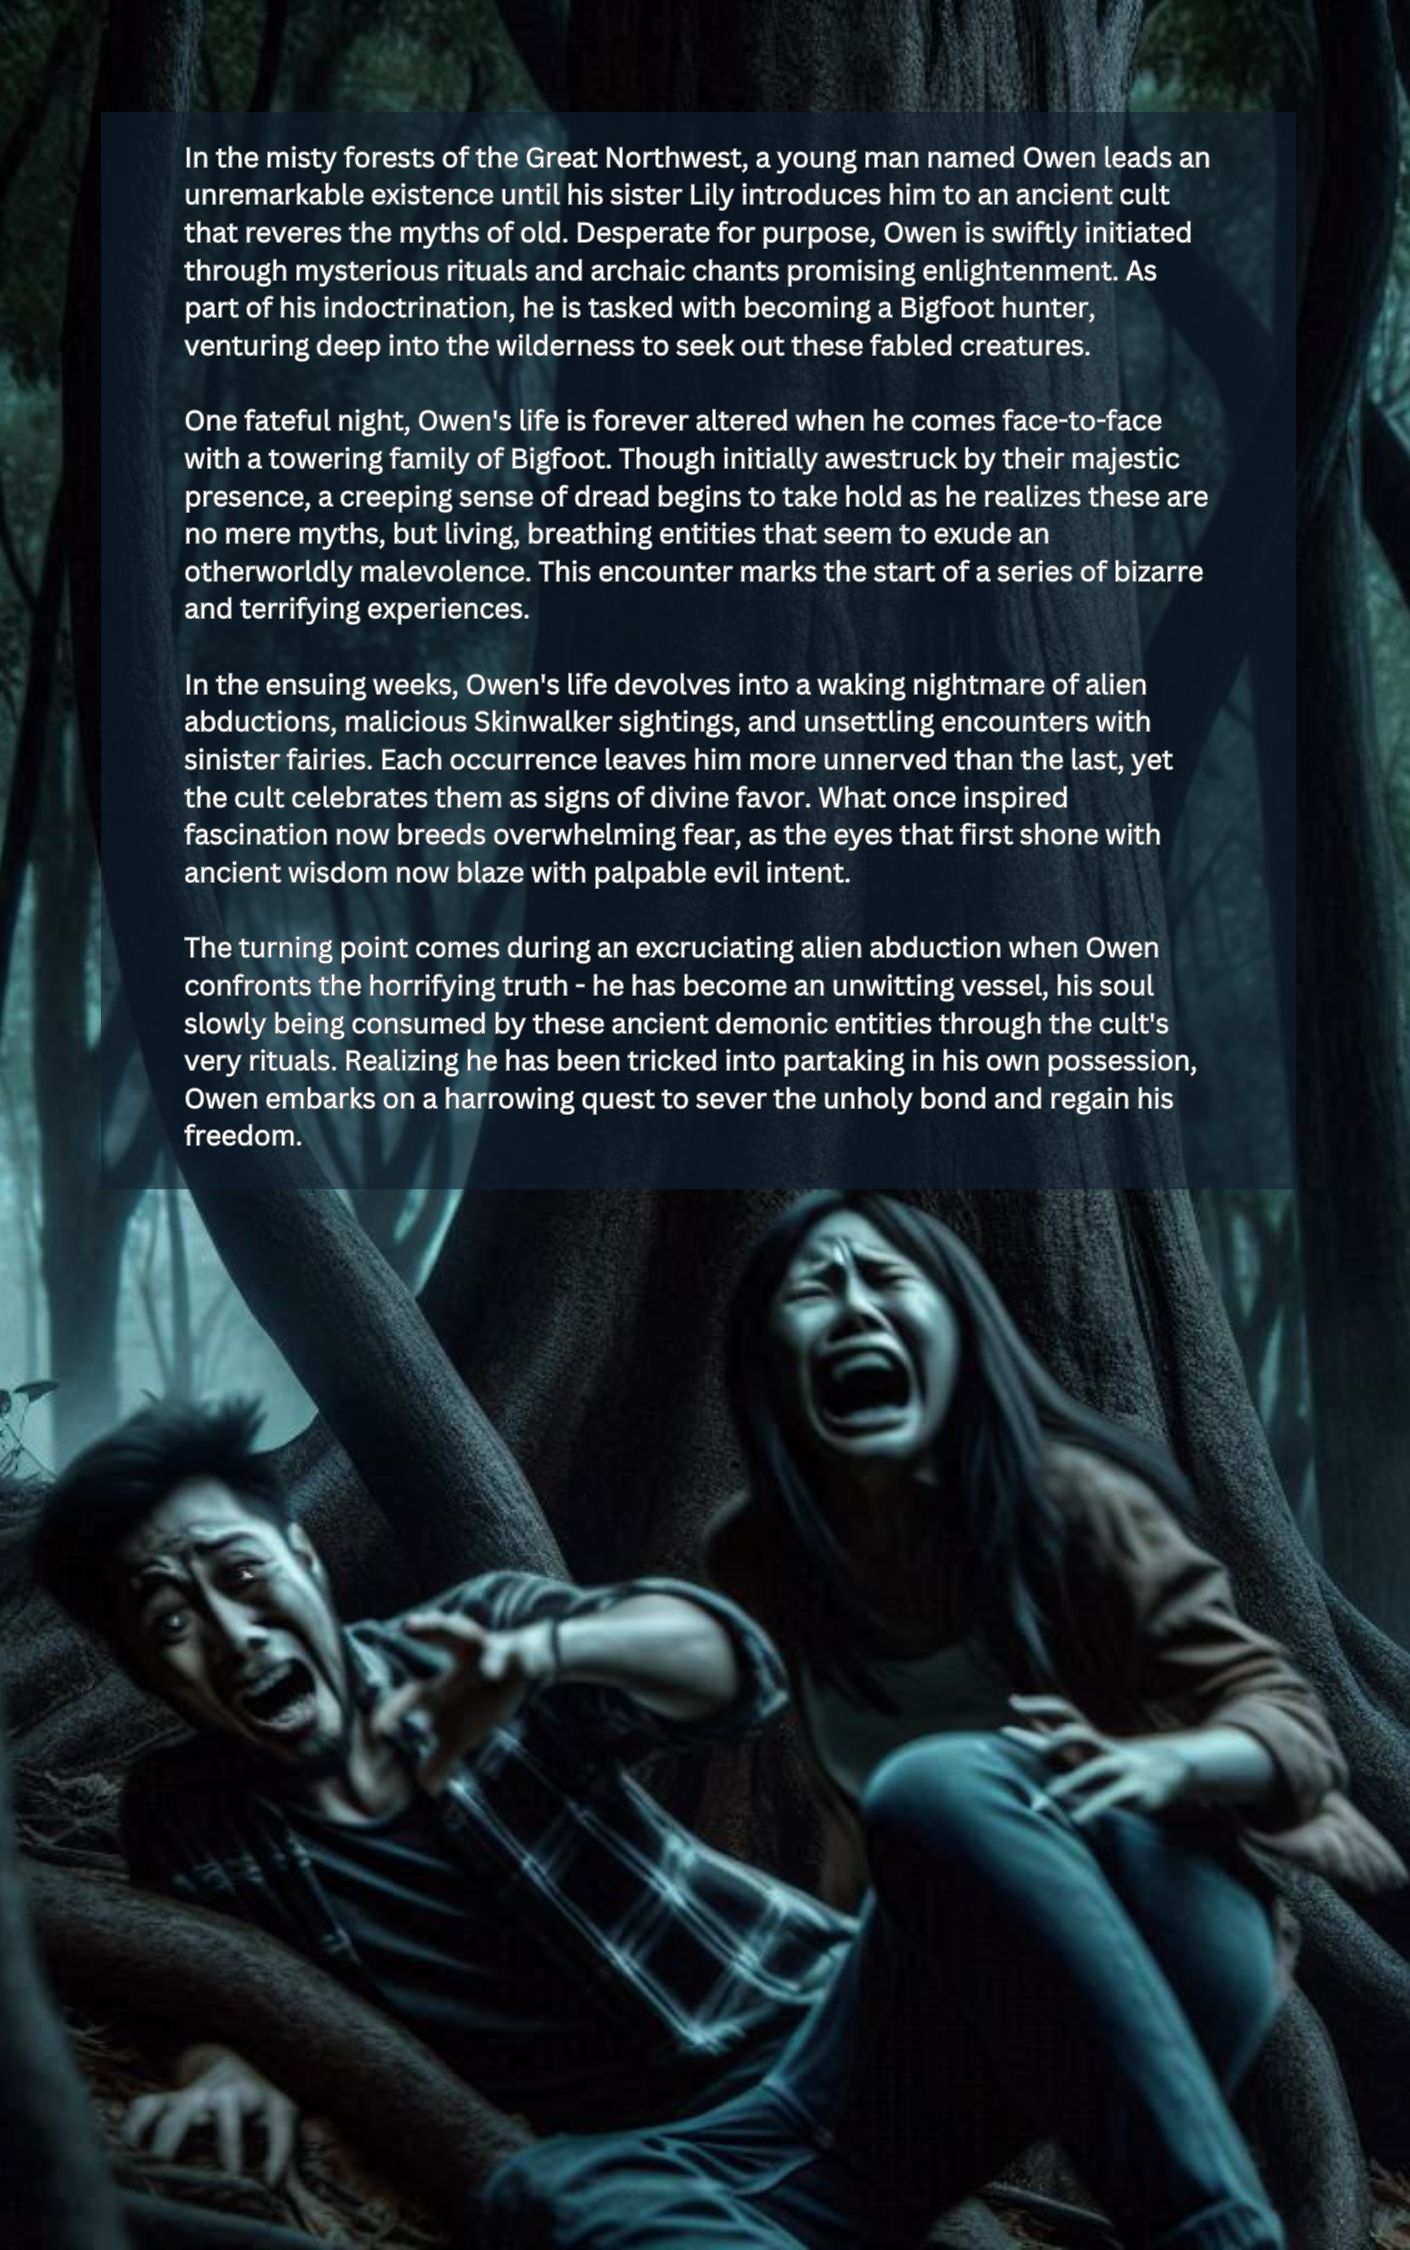 In the misty forests of the Great Northwest, a young man named Owen leads an
unremarkable existence until his sister Lily introduces him to an ancient cult
that reveres the myths of old. Desperate for purpose, Owen is swiftly initiated
through mysterious rituals and archaic chants promising enlightenment. As
part of his indoctrination, he is tasked with becoming a Bigfoot hunter,
venturing deep into the wilderness to seek out these fabled creatures.
One fateful night, Owen's life is forever altered when he comes face-to-face
with a towering family of Bigfoot. Though initially awestruck by their majestic
presence, a creeping sense of dread begins to take hold as he realizes these are
no mere myths, but living, breathing entities that seem to exude an
otherworldly malevolence. This encounter marks the start of a series of bizarre
and terrifying experiences.
In the ensuing weeks, Owen's life devolves into a waking nightmare of alien
abductions, malicious Skinwalker sightings, and unsettling encounters with
sinister fairies. Each occurrence leaves him more unnerved than the last, yet
the cult celebrates them as signs of divine favor. What once inspired
fascination now breeds overwhelming fear, as the eyes that first shone with
ancient wisdom now blaze with palpable evil intent.
The turning point comes during an excruciating alien abduction when Owen
confronts the horrifying truth - he has become an unwitting vessel, his soul
slowly being consumed by these ancient demonic entities through the cult's
very rituals. Realizing he has been tricked into partaking in his own possession,
Owen embarks on a harrowing quest to sever the unholy bond and regain his
freedom.